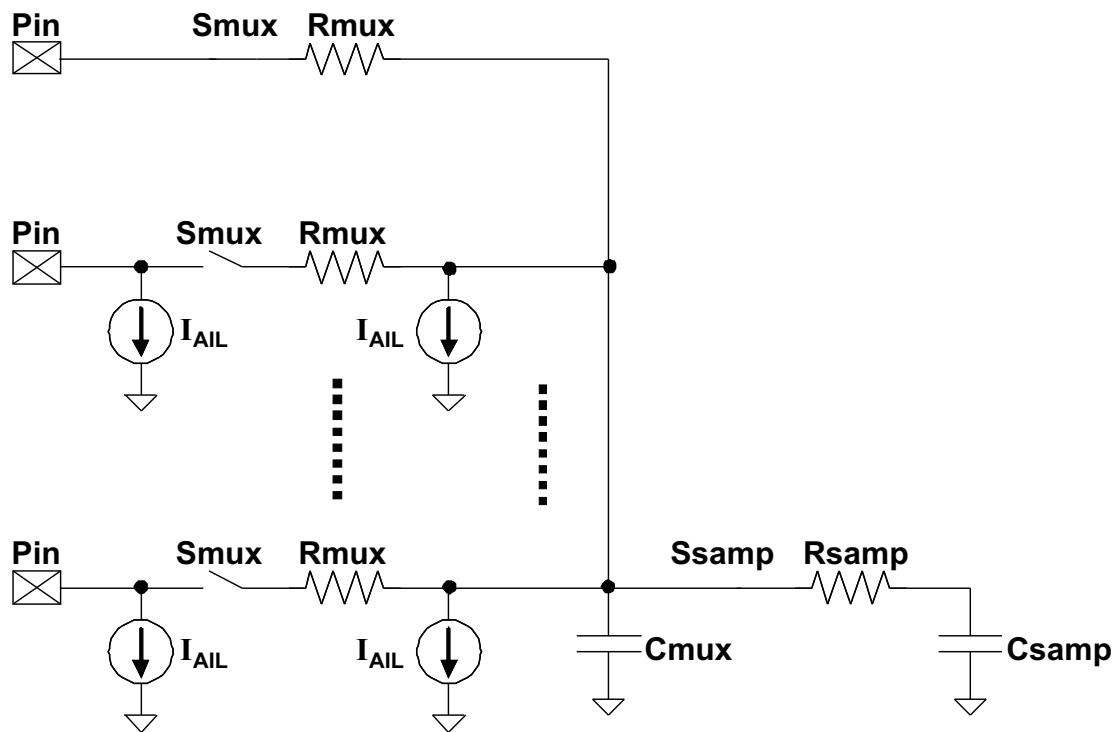 Pin Smux Rmux
Pin Smux Rmux
IAIL IAIL
Pin Smux Rmux Ssamp Rsamp
IAIL IAIL Cmux Csamp